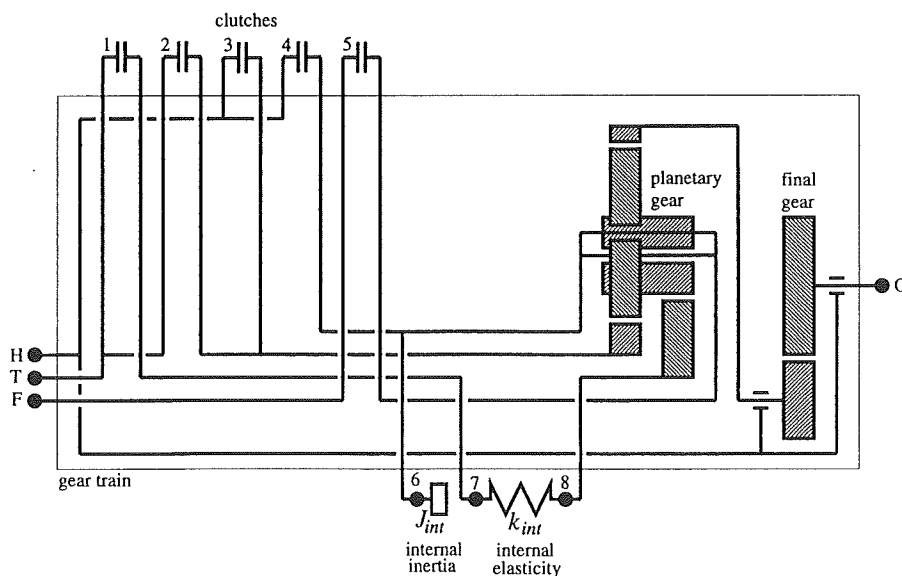 clutches
1 2 3 4 5
planetary
gear
final
gear
H
T
F
gear train
6 7 8
J_int k_int
internal
inertia
internal
elasticity